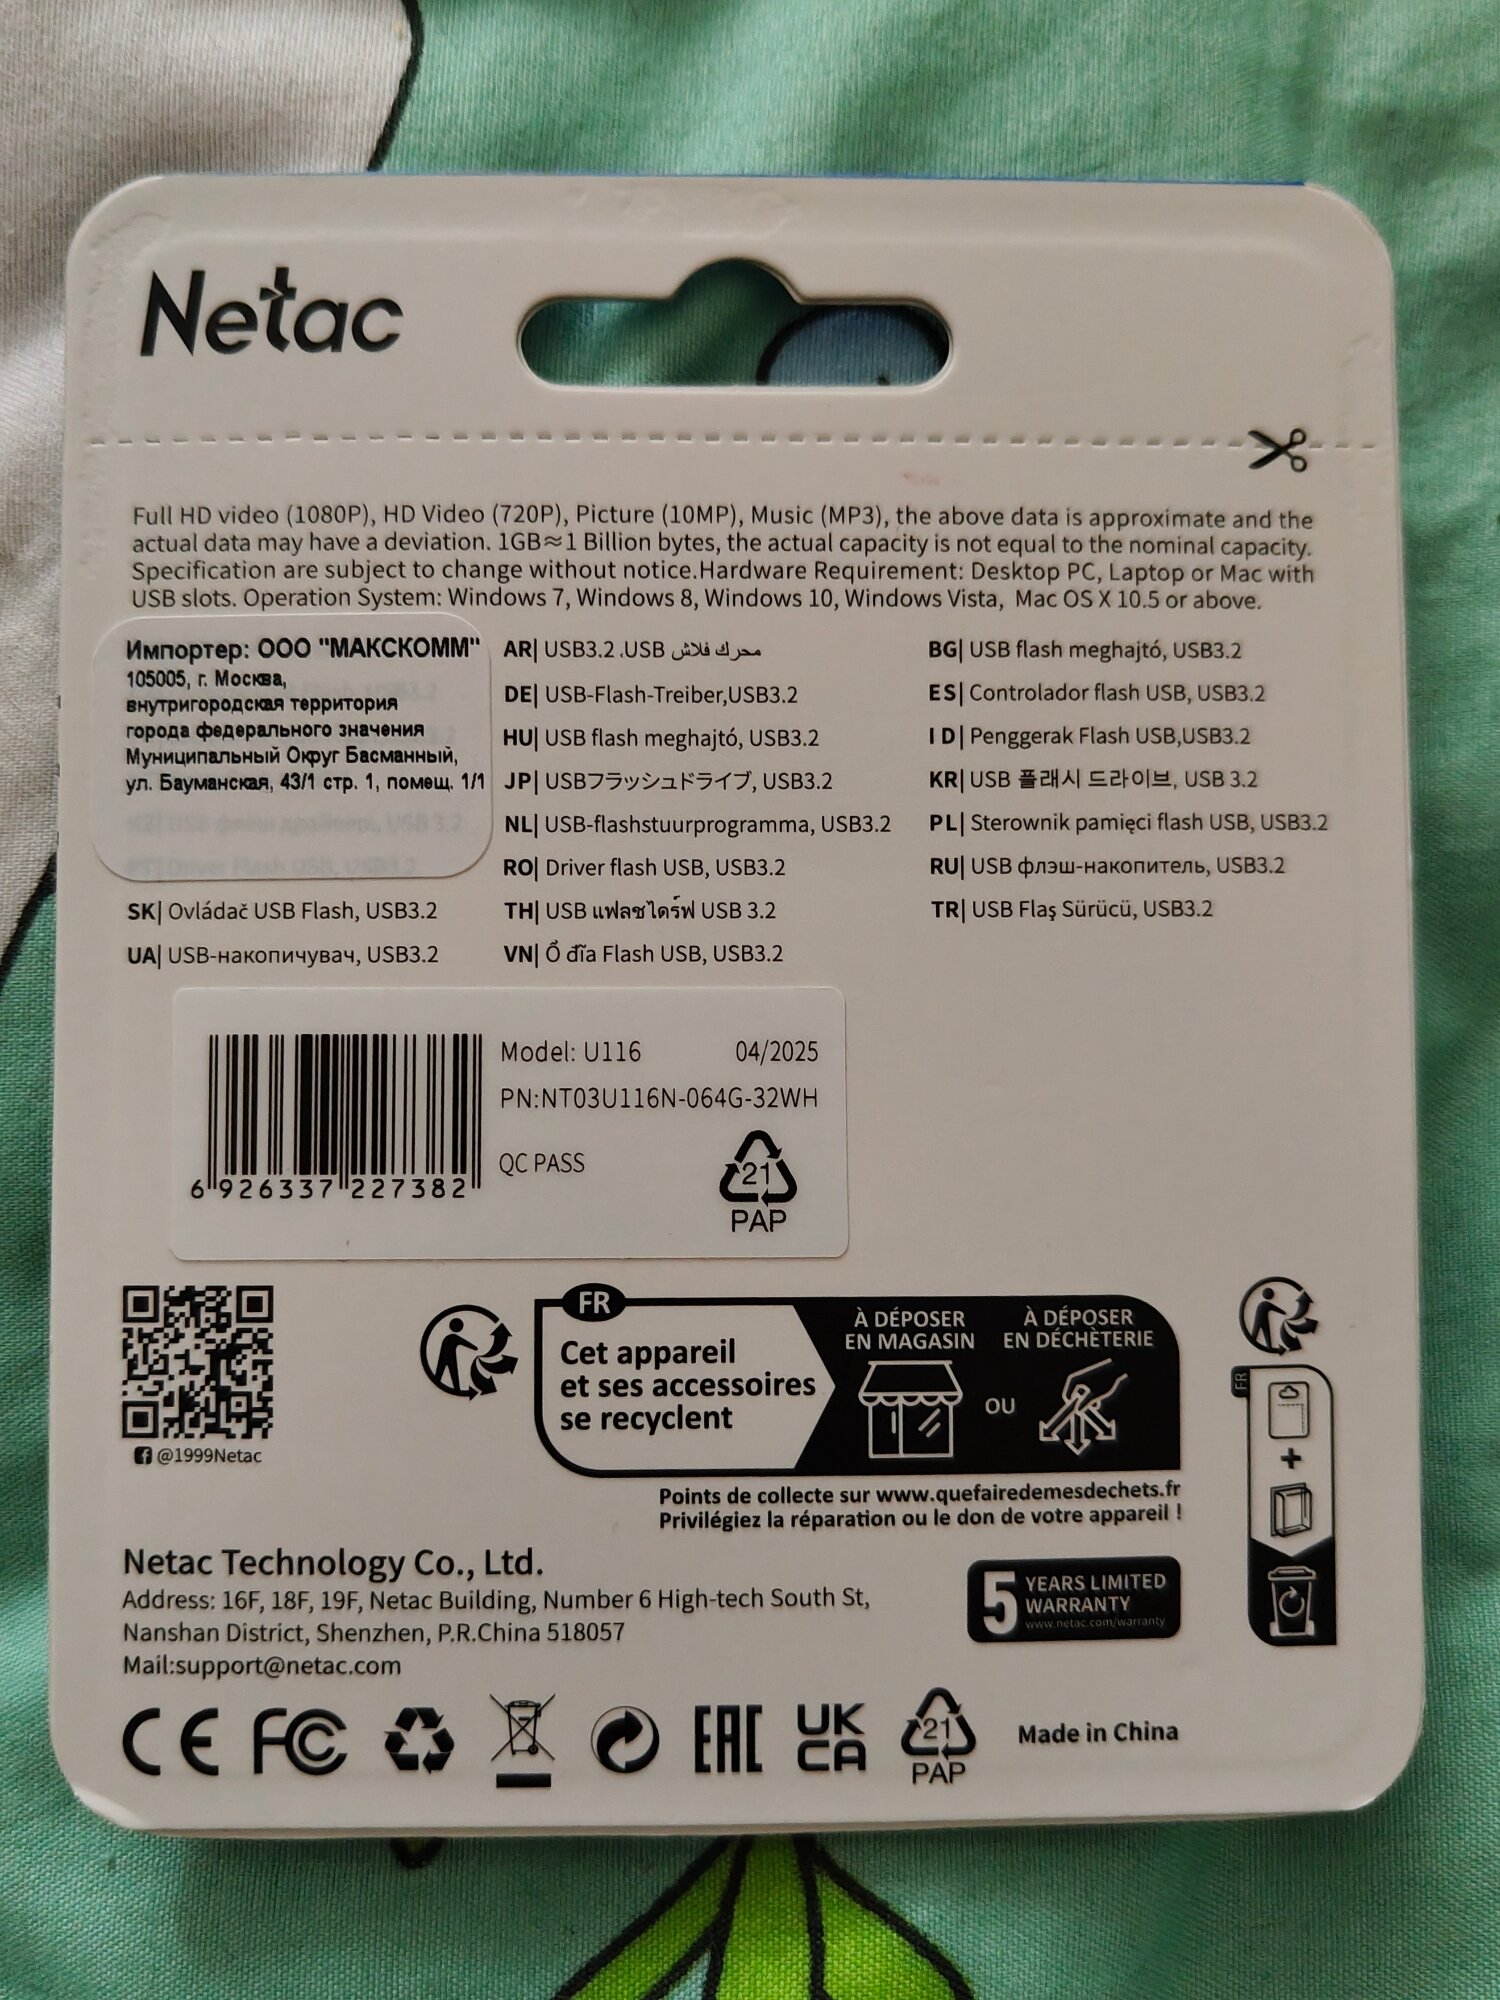 Netac
Full HD video (1080P), HD Video (720P), Picture (10MP), Music (MP3), the above data is approximate and the
actual data may have a deviation. 1GB≈1 Billion bytes, the actual capacity is not equal to the nominal capacity.
Specification are subject to change without notice.Hardware Requirement: Desktop PC, Laptop or Mac with
USB slots. Operation System: Windows 7, Windows 8, Windows 10, Windows Vista, Mac OS X 10.5 or above.
Импортер: ООО "МАКСКОММ"
105005, г. Москва,
внутригородская территория
города федерального значения
Муниципальный Округ Басманный,
ул. Бауманская, 43/1 стр. 1, помещ. 1/1
KZ| USB флеш драйвері, USB 3.2
PT| Driver Flash USB, USB3.2
SK| Ovládač USB Flash, USB3.2
UA| USB-накопичувач, USB3.2
AR| USB3.2 .USB محرك فلاش
DE| USB-Flash-Treiber,USB3.2
HU| USB flash meghajtó, USB3.2
JP| USBフラッシュドライブ, USB3.2
NL| USB-flashstuurprogramma, USB3.2
RO| Driver flash USB, USB3.2
TH| USB แฟลชไดร์ฟ USB 3.2
VN| Ổ đĩa Flash USB, USB3.2
BG| USB flash meghajtó, USB3.2
ES| Controlador flash USB, USB3.2
I D| Penggerak Flash USB,USB3.2
KR| USB 플래시 드라이브, USB 3.2
PL| Sterownik pamięci flash USB, USB3.2
RU| USB флэш-накопитель, USB3.2
TR| USB Flaş Sürücü, USB3.2
Model: U116 04/2025
PN:NT03U116N-064G-32WH
QC PASS
21
PAP
6 926337 227382
@1999Netac
FR
Cet appareil
et ses accessoires
se recyclent
À DÉPOSER
EN MAGASIN
OU
À DÉPOSER
EN DÉCHÈTERIE
FR
+
Points de collecte sur www.quefairedemesdechets.fr
Privilégiez la réparation ou le don de votre appareil !
Netac Technology Co., Ltd.
Address: 16F, 18F, 19F, Netac Building, Number 6 High-tech South St,
Nanshan District, Shenzhen, P.R.China 518057
Mail:support@netac.com
5 YEARS LIMITED
WARRANTY
www.netac.com/warranty
CE FC EAC UK
CA
21
PAP
Made in China